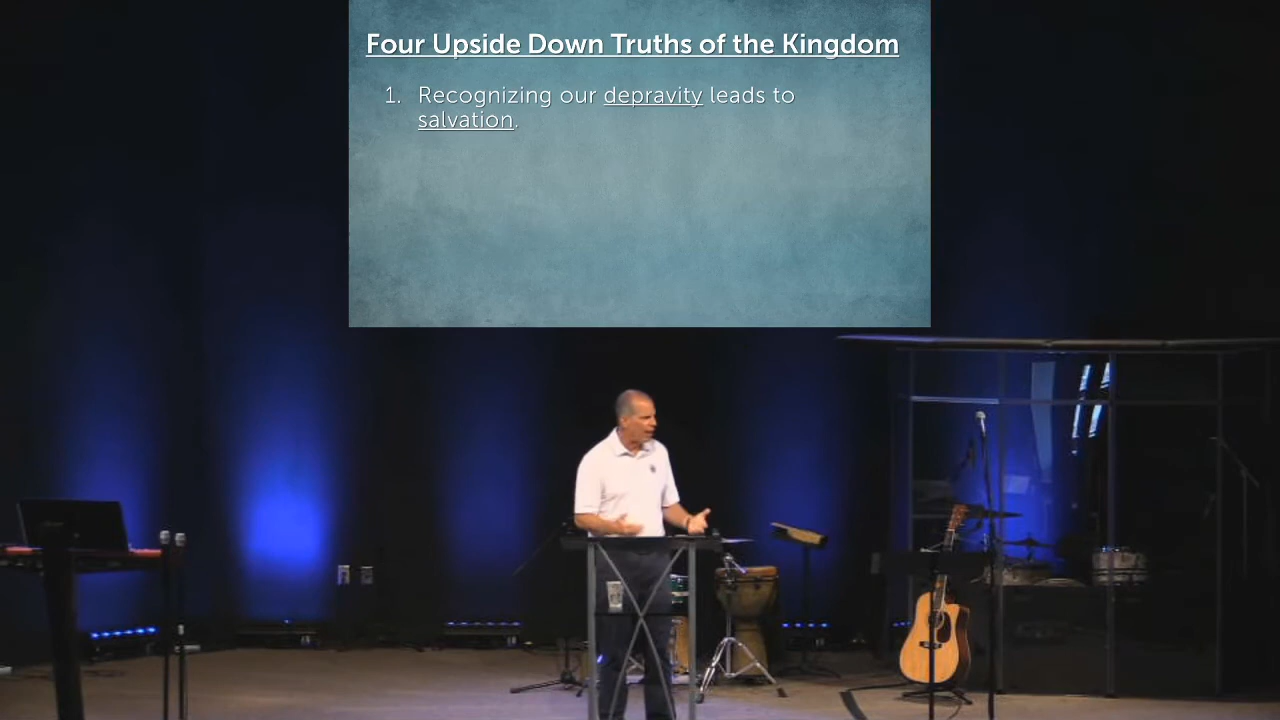 Four Upside Down Truths of the Kingdom
1. Recognizing our depravity leads to
salvation.